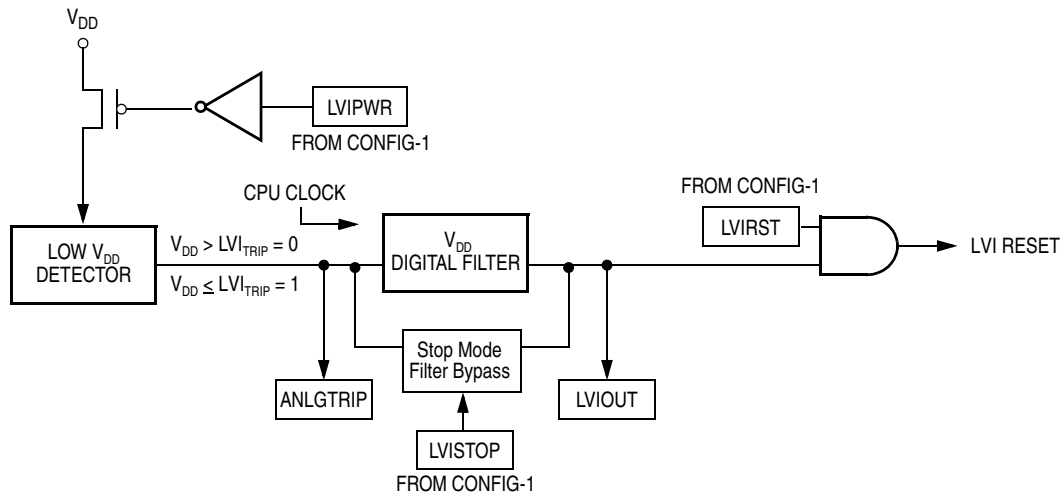 VDD
LVIPWR
FROM CONFIG-1
CPU CLOCK
FROM CONFIG-1
LVIRST
LOW VDD
DETECTOR
VDD > LVITRIP = 0
VDD ≤ LVITRIP = 1
VDD
DIGITAL FILTER
LVI RESET
Stop Mode
Filter Bypass
ANLGTRIP
LVIOUT
LVISTOP
FROM CONFIG-1